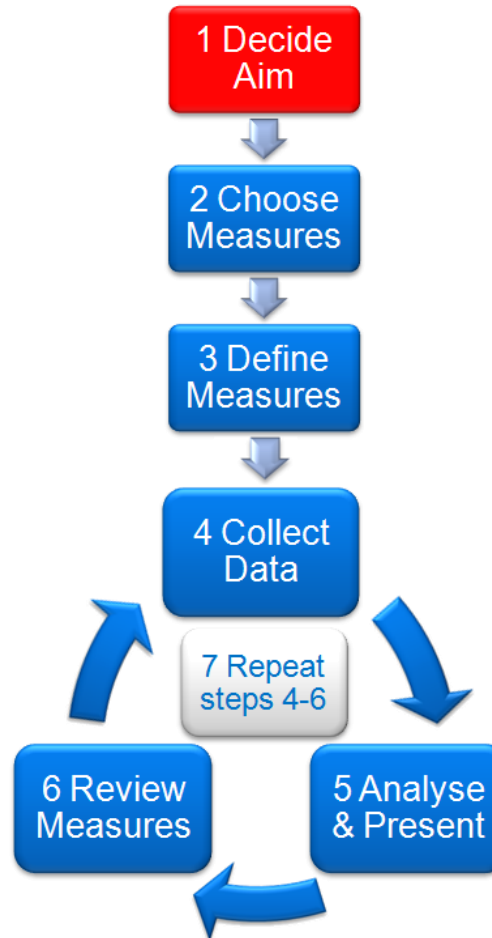 1 Decide
Aim
2 Choose
Measures
3 Define
Measures
4 Collect
Data
7 Repeat
steps 4-6
6 Review
Measures
5 Analyse
& Present